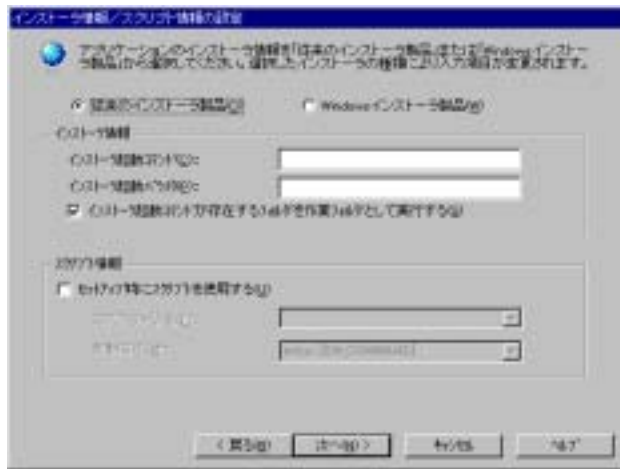 インストーラ情報／スクリプト情報の設定
アプリケーションのインストーラ情報を「従来のインストーラ製品」または「Windowsインストー
ラ製品」から選択してください。選択したインストーラの種類により入力項目が変更されます。
従来のインストーラ製品(O) Windowsインストーラ製品(W)
インストーラ情報
インストーラ起動コマンド(C):
インストーラ起動パラメタ(P):
インストーラ起動コマンドが存在するフォルダを作業フォルダとして実行する(A)
スクリプト情報
セットアップ時にスクリプトを使用する(U)
< 戻る(B) 次へ(N) > キャンセル ヘルプ